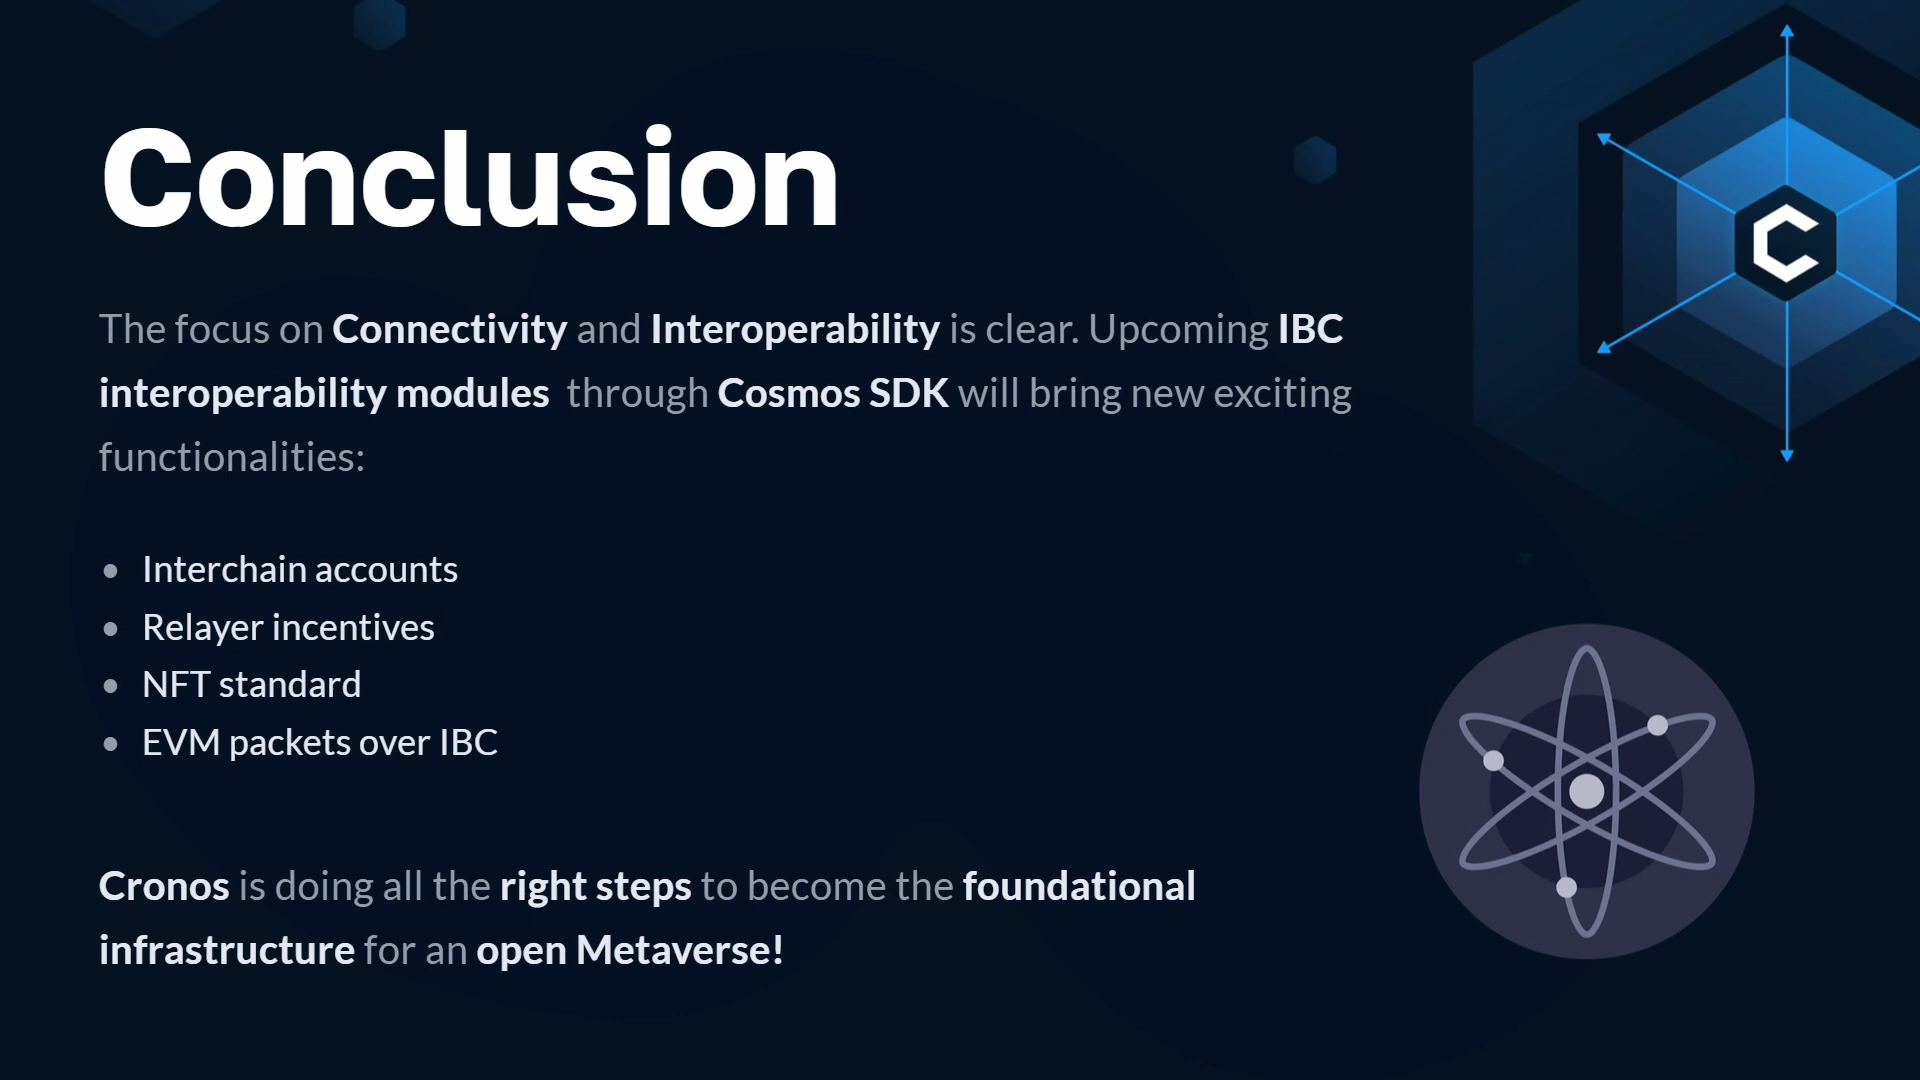 Conclusion
The focus on Connectivity and Interoperability is clear. Upcoming IBC
interoperability modules through Cosmos SDK will bring new exciting
functionalities:
• Interchain accounts
• Relayer incentives
• NFT standard
• EVM packets over IBC
Cronos is doing all the right steps to become the foundational
infrastructure for an open Metaverse!